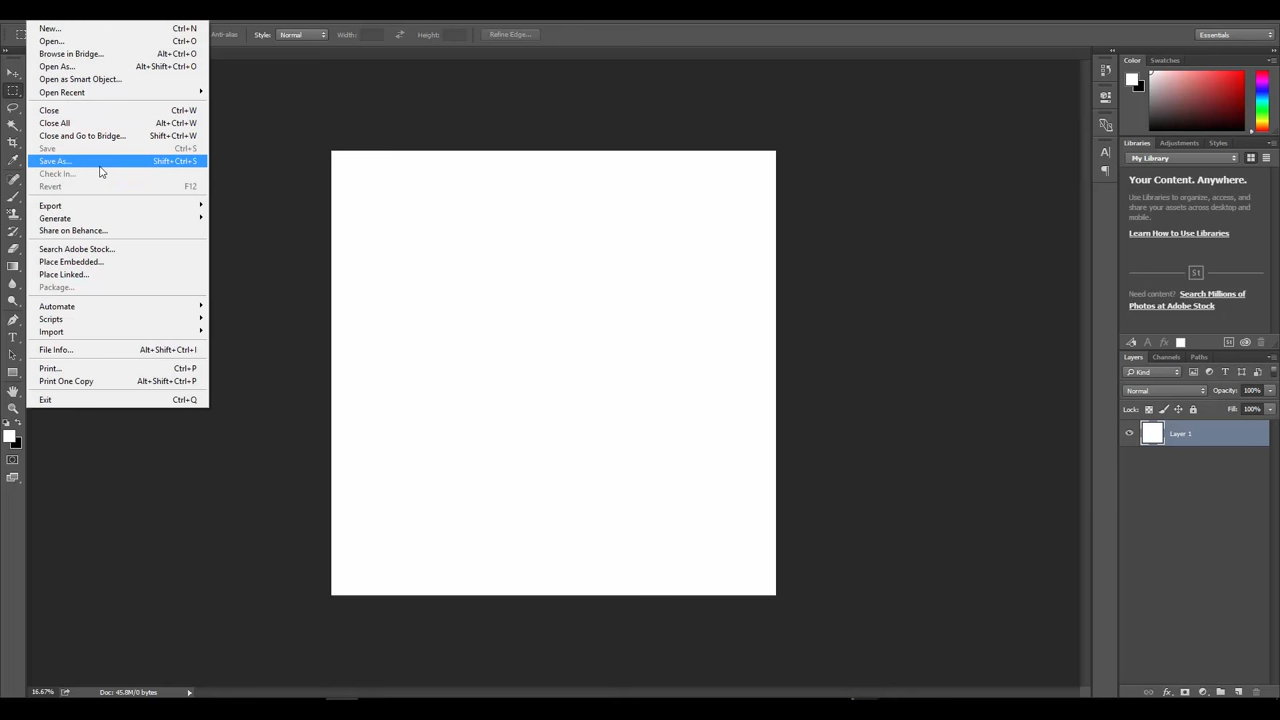 New... Ctrl+N
Open... Ctrl+O
Browse in Bridge... Alt+Ctrl+O
Open As... Alt+Shift+Ctrl+O
Open as Smart Object...
Open Recent
Close Ctrl+W
Close All Alt+Ctrl+W
Close and Go to Bridge... Shift+Ctrl+W
Save Ctrl+S
Save As... Shift+Ctrl+S
Check In...
Revert F12
Export
Generate
Share on Behance...
Search Adobe Stock...
Place Embedded...
Place Linked...
Package...
Automate
Scripts
Import
File Info... Alt+Shift+Ctrl+I
Print... Ctrl+P
Print One Copy Alt+Shift+Ctrl+P
Exit Ctrl+Q
Anti-alias Style: Normal Width: Height: Refine Edge... Essentials
Color Swatches
Libraries Adjustments Styles
My Library
Your Content. Anywhere.
Use Libraries to organize, access, and
share your assets across desktop and
mobile.
Learn How to Use Libraries
St
Need content? Search Millions of
Photos at Adobe Stock
St
Layers Channels Paths
Kind
Normal Opacity: 100%
Lock: Fill: 100%
Layer 1
16.67% Doc: 45.8M/0 bytes